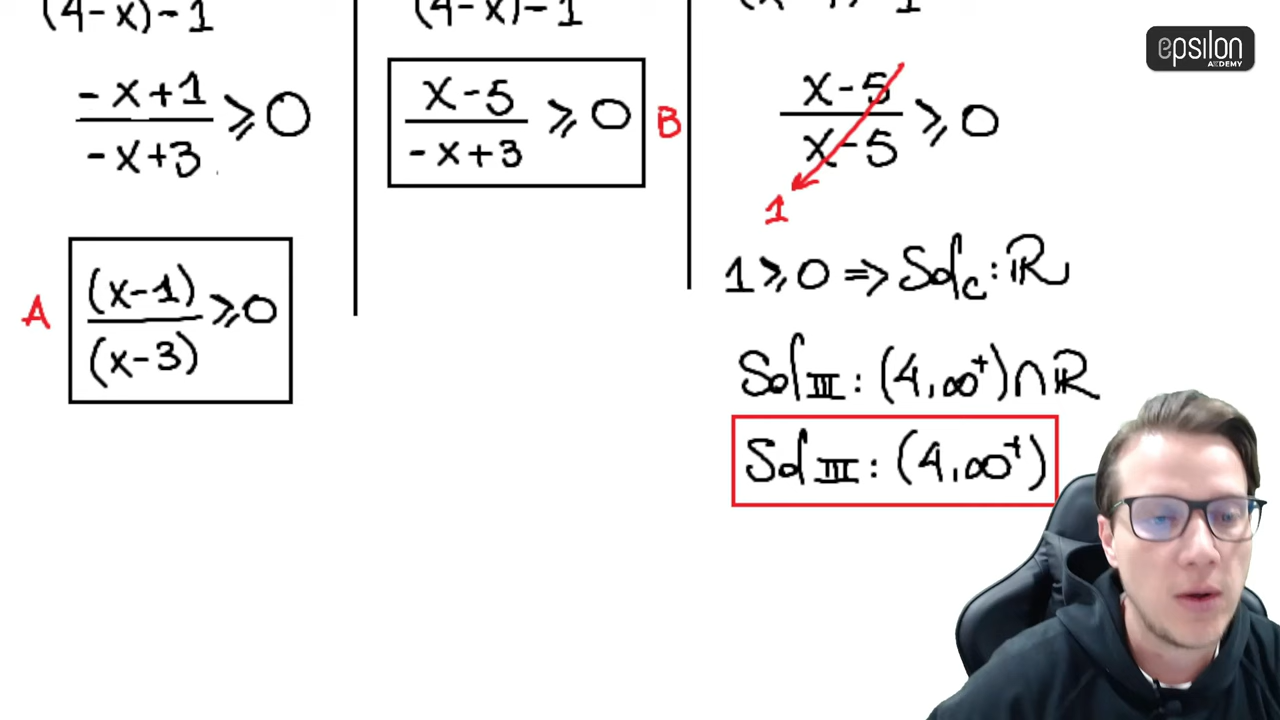 (4-x)-1
-x+1
-x+3
≥0
A
(x-1)
(x-3)
≥0
(4-x)-1
x-5
-x+3
≥0
B
x-5
x-5
≥0
1
1≥0 => Sol_C : ℝ
Sol_III : (4,∞⁺)∩ℝ
Sol_III : (4,∞⁺)
epsilon
AXDEMY